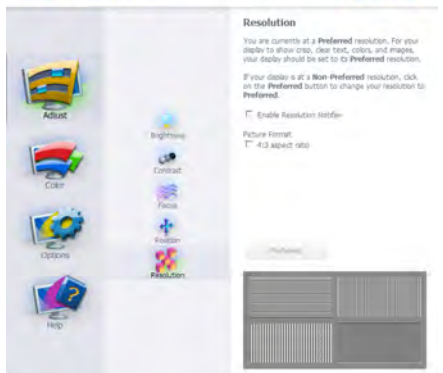 Resolution
You are currently at a Preferred resolution. For your
display to show crisp, clear text, colors, and images,
your display should be set to its Preferred resolution.
If your display is at a Non-Preferred resolution, click
on the Preferred button to change your resolution to
Preferred.
Enable Resolution Notifier
Picture Format
4:3 aspect ratio
Preferred
Adjust
Color
Options
Help
Brightness
Contrast
Focus
Position
Resolution